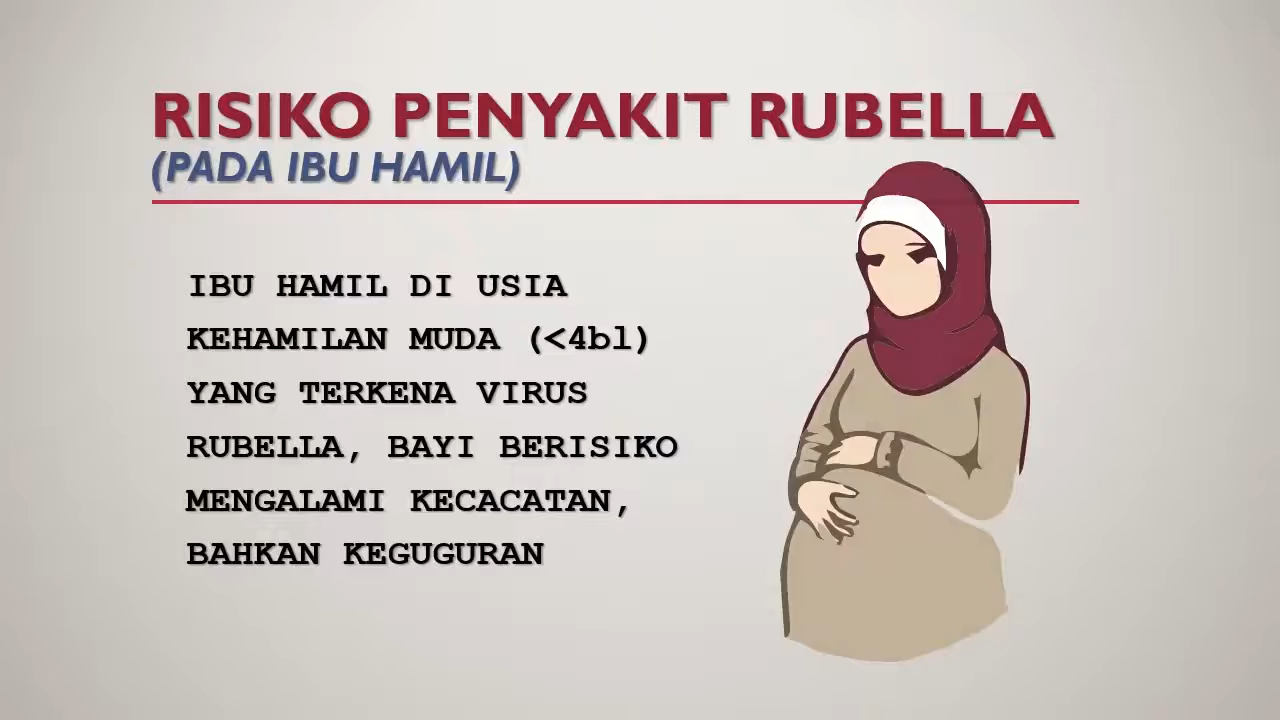 RISIKO PENYAKIT RUBELLA
(PADA IBU HAMIL)
IBU HAMIL DI USIA
KEHAMILAN MUDA (<4bl)
YANG TERKENA VIRUS
RUBELLA, BAYI BERISIKO
MENGALAMI KECACATAN,
BAHKAN KEGUGURAN